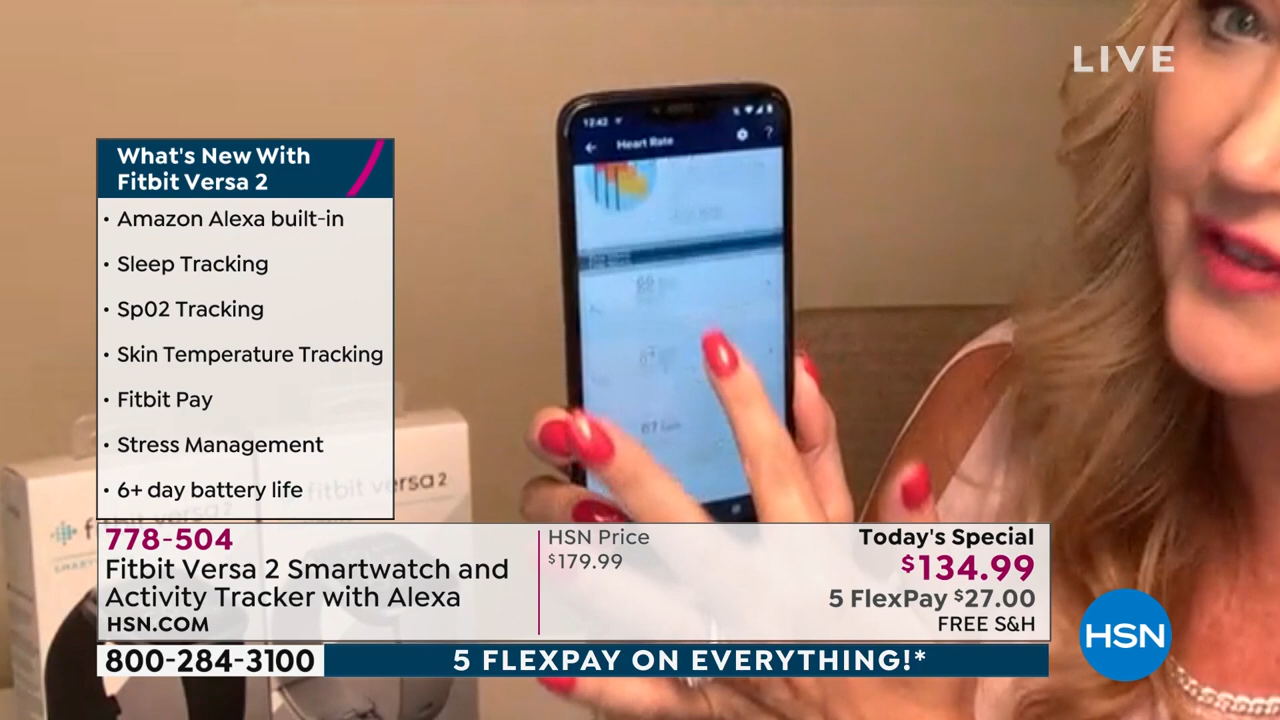 LIVE
12:42
Heart Rate
?
What's New With
Fitbit Versa 2
• Amazon Alexa built-in
• Sleep Tracking
• Sp02 Tracking
• Skin Temperature Tracking
• Fitbit Pay
• Stress Management
• 6+ day battery life
fitbit versa 2
fitbit versa 2
778-504
Fitbit Versa 2 Smartwatch and
Activity Tracker with Alexa
HSN.COM
HSN Price
$179.99
Today's Special
$134.99
5 FlexPay $27.00
FREE S&H
HSN
800-284-3100
5 FLEXPAY ON EVERYTHING!*